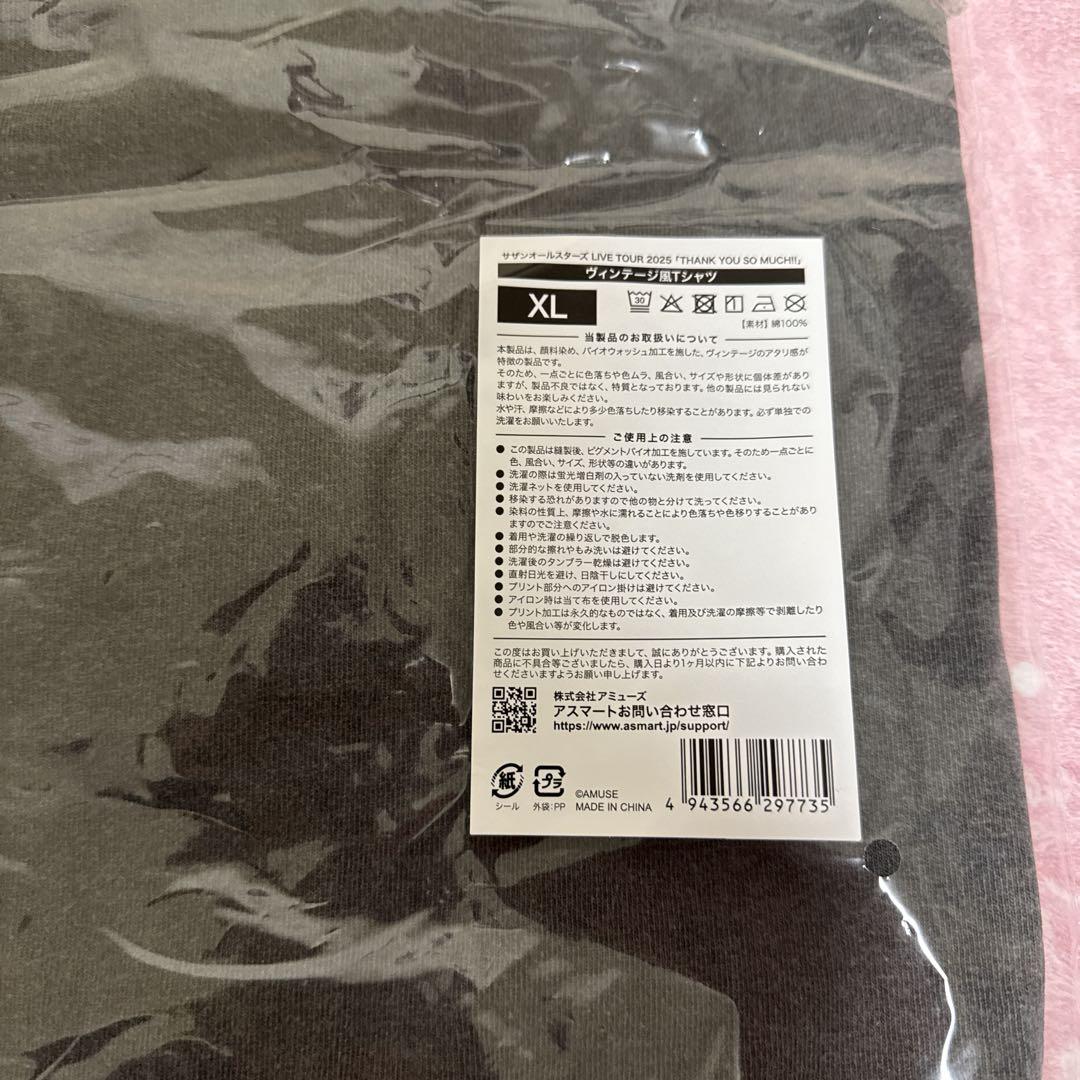 サザンオールスターズ LIVE TOUR 2025「THANK YOU SO MUCH!!」
ヴィンテージ風Tシャツ
XL
30
【素材】綿100%
当製品のお取扱いについて
本製品は、顔料染め、バイオウォッシュ加工を施した、ヴィンテージのアタリ感が
特徴の製品です。
そのため、一点ごとに色落ちや色ムラ、風合い、サイズや形状に個体差があり
ますが、製品不良ではなく、特質となっております。他の製品には見られない
味わいをお楽しみください。
水や汗、摩擦などにより多少色落ちしたり移染することがあります。必ず単独での
洗濯をお願いいたします。
ご使用上の注意
● この製品は縫製後、ピグメントバイオ加工を施しています。そのため一点ごとに
色、風合い、サイズ、形状等の違いがあります。
● 洗濯の際は蛍光増白剤の入っていない洗剤を使用してください。
● 洗濯ネットを使用してください。
● 移染する恐れがありますので他の物と分けて洗ってください。
● 染料の性質上、摩擦や水に濡れることにより色落ちや色移りすることがあり
ますのでご注意ください。
● 着用や洗濯の繰り返しで脱色します。
● 部分的な擦れやもみ洗いは避けてください。
● 洗濯後のタンブラー乾燥は避けてください。
● 直射日光を避け、日陰干しにしてください。
● プリント部分へのアイロン掛けは避けてください。
● アイロン時は当て布を使用してください。
● プリント加工は永久的なものではなく、着用及び洗濯の摩擦等で剥離したり
色や風合い等が変化します。
この度はお買い上げいただきまして、誠にありがとうございます。購入された
商品に不具合等ございましたら、購入日より1ヶ月以内に下記よりお問い合わ
せくださいますようお願い申し上げます。
株式会社アミューズ
アスマートお問い合わせ窓口
https://www.asmart.jp/support/
紙
シール
プラ
外袋:PP
©AMUSE
MADE IN CHINA
4 943566 297735